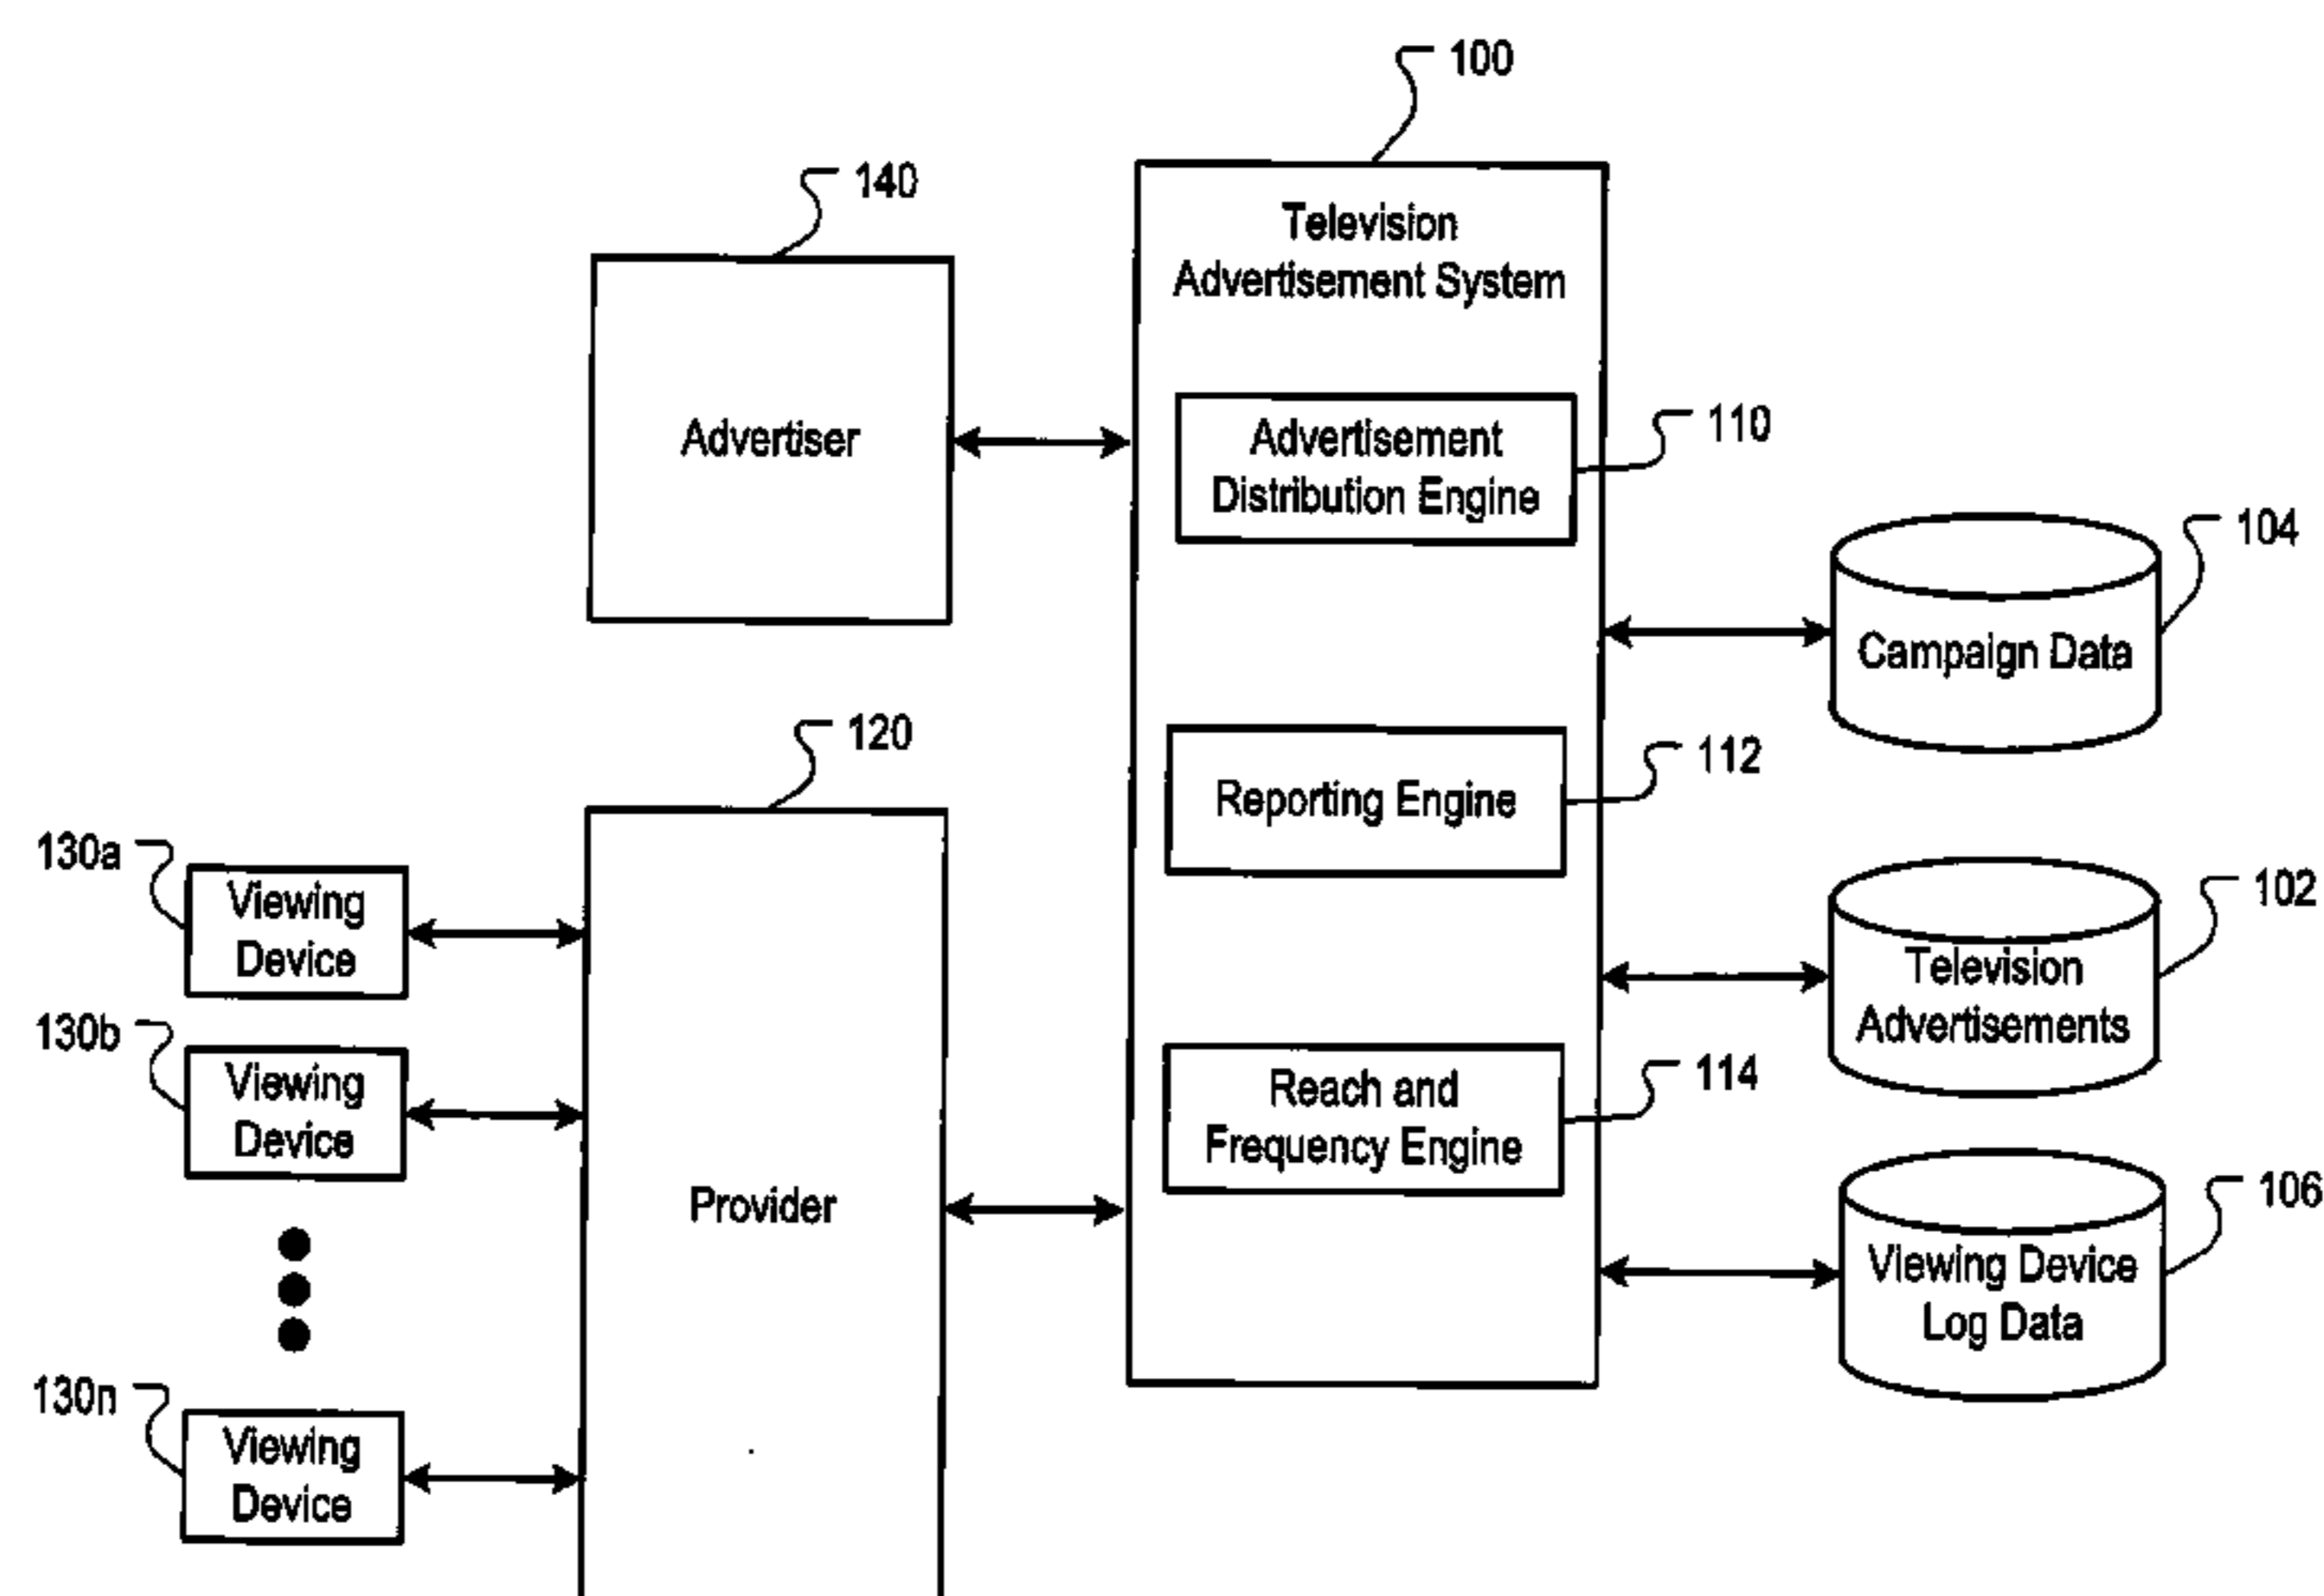 100
140
Television
Advertisement System
Advertiser
Advertisement
Distribution Engine
110
104
Campaign Data
120
Reporting Engine
112
130a
Viewing
Device
102
Television
Advertisements
130b
Viewing
Device
Reach and
Frequency Engine
114
Provider
106
Viewing Device
Log Data
130n
Viewing
Device